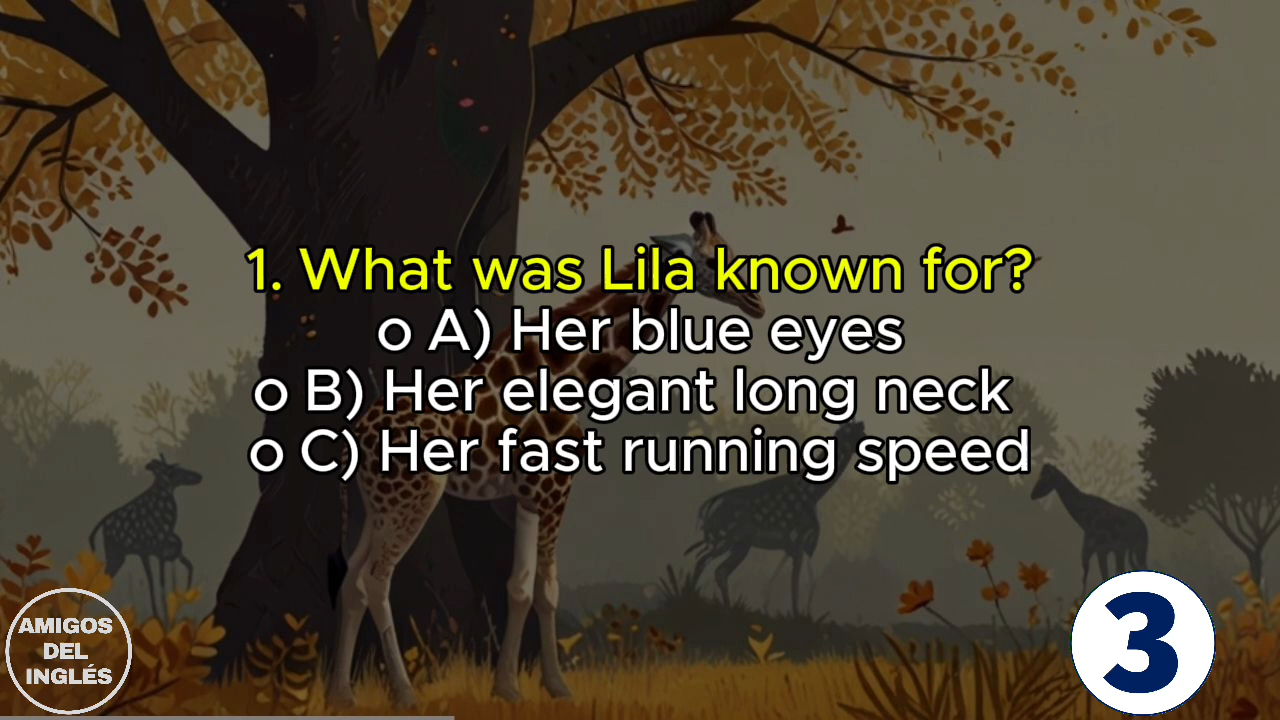 1. What was Lila known for?
o A) Her blue eyes
o B) Her elegant long neck
o C) Her fast running speed
AMIGOS
DEL
INGLÉS
3